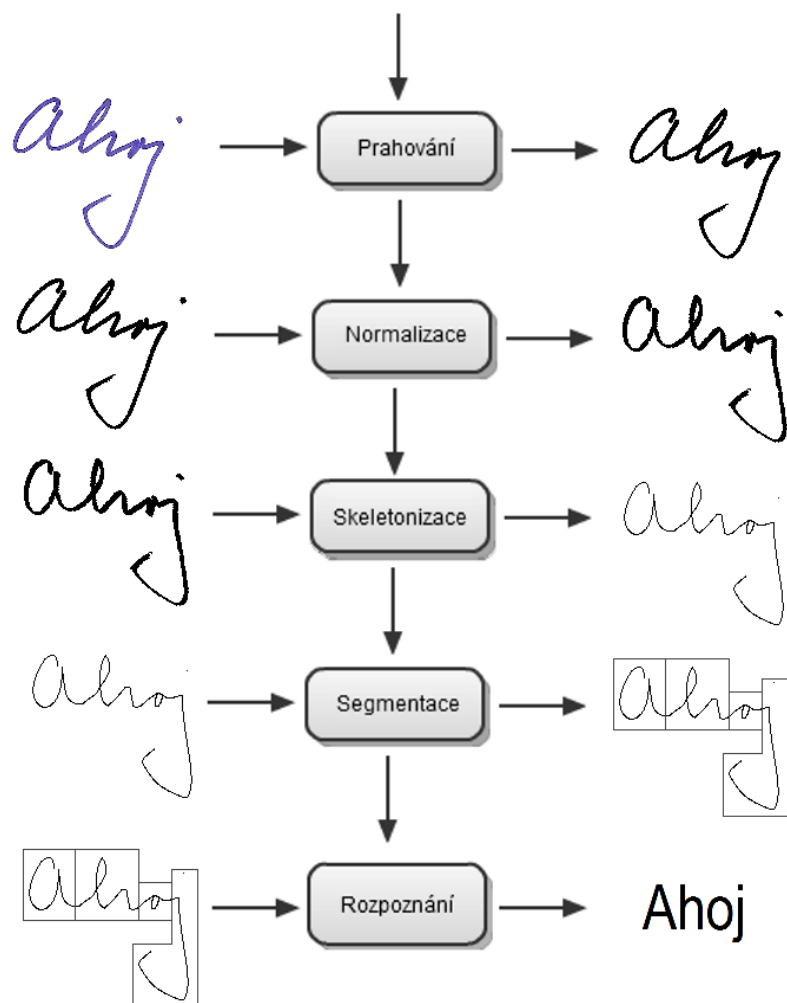 Ahoj Prahování Ahoj
Ahoj Normalizace Ahoj
Ahoj Skeletonizace Ahoj
Ahoj Segmentace Ahoj
Ahoj Rozpoznání Ahoj